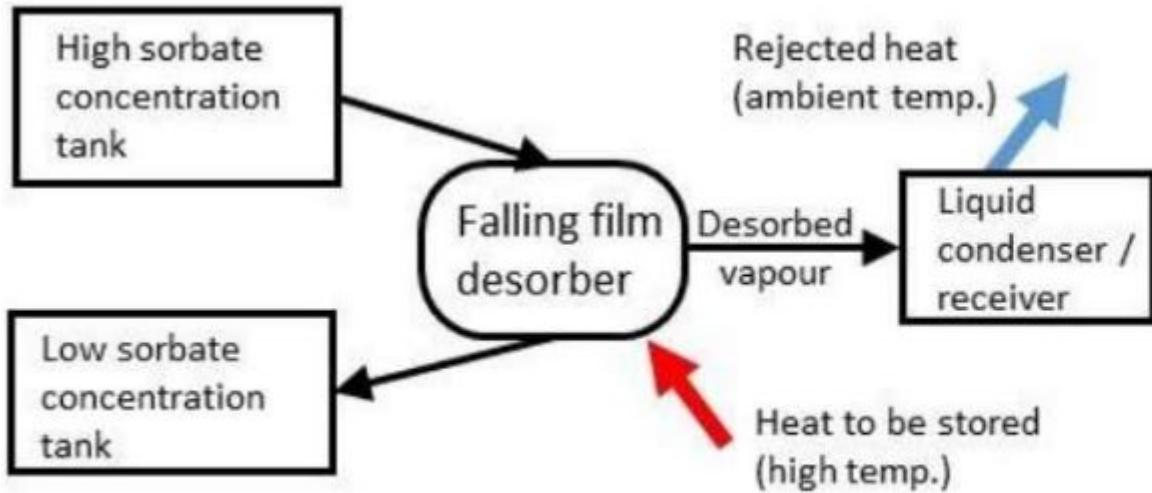 High sorbate
concentration
tank
Rejected heat
(ambient temp.)
Falling film
desorber
Desorbed
vapour
Liquid
condenser /
receiver
Low sorbate
concentration
tank
Heat to be stored
(high temp.)